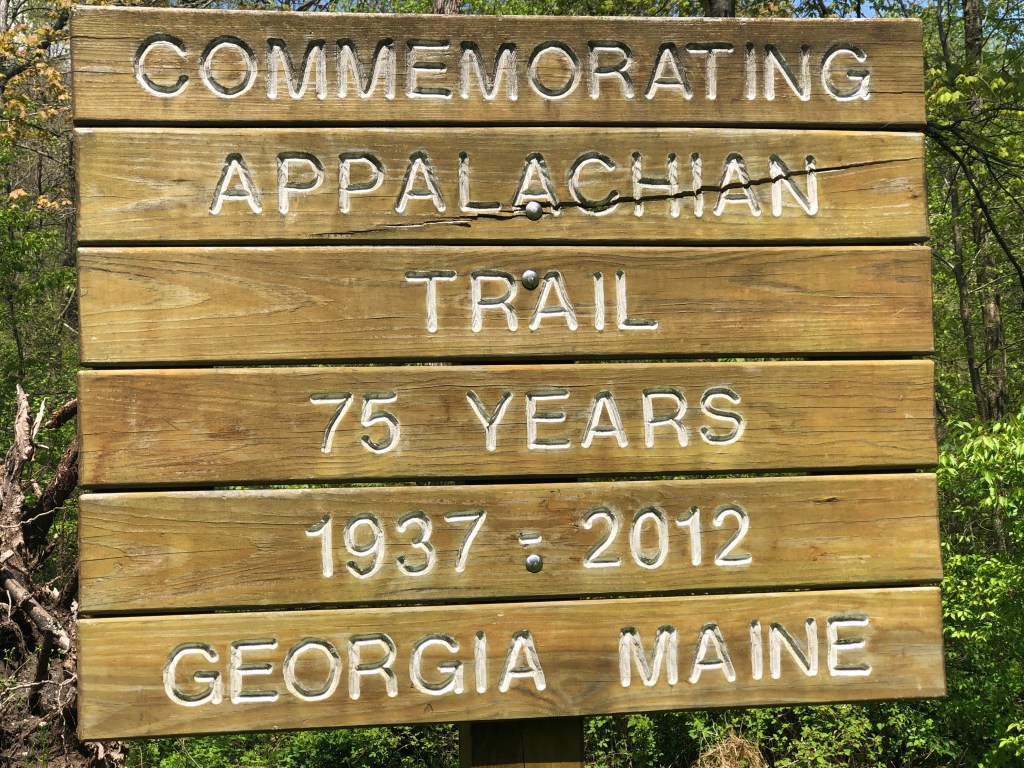 COMMEMORATING
APPALACHIAN
TRAIL
75 YEARS
1937 - 2012
GEORGIA MAINE